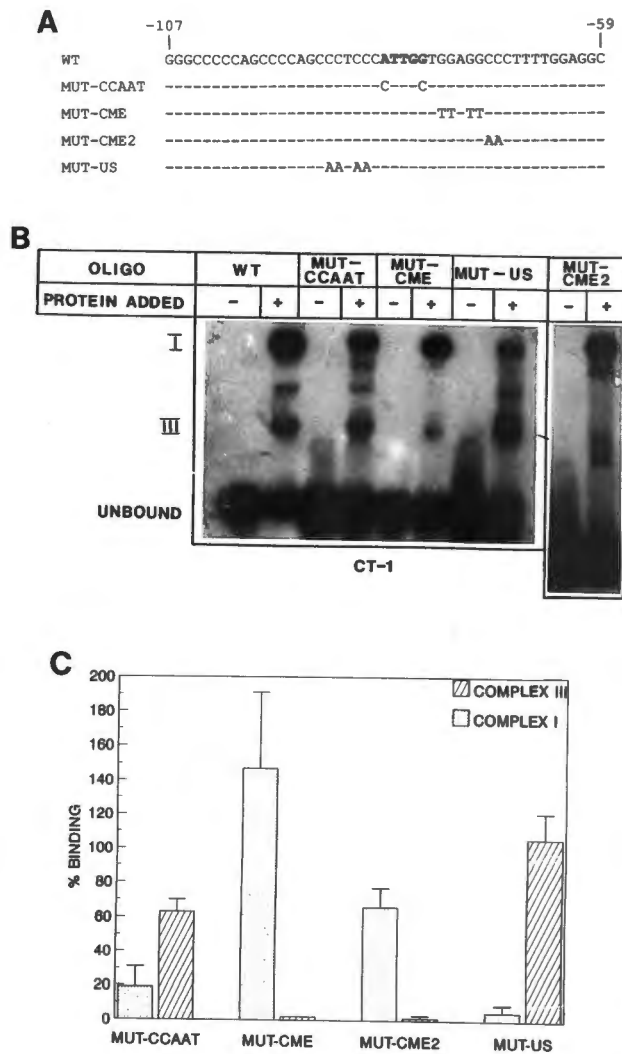 A
-107 -59
WT GGGCCCCCAGCCCCAGCCCTCCCATTGGTGGAGGCCCTTTTGGAGGC
MUT-CCAAT -----------------------C---C-------------------
MUT-CME -----------------------------TT-TT-------------
MUT-CME2 ----------------------------------AA-----------
MUT-US -----------------AA-AA-------------------------
B
OLIGO WT MUT-CCAAT MUT-CME MUT-US MUT-CME2
PROTEIN ADDED - + - + - + - + - +
I
III
UNBOUND
CT-1
C
200
180
160
140
120
100
80
60
40
20
0
% BINDING
COMPLEX III
COMPLEX I
MUT-CCAAT MUT-CME MUT-CME2 MUT-US